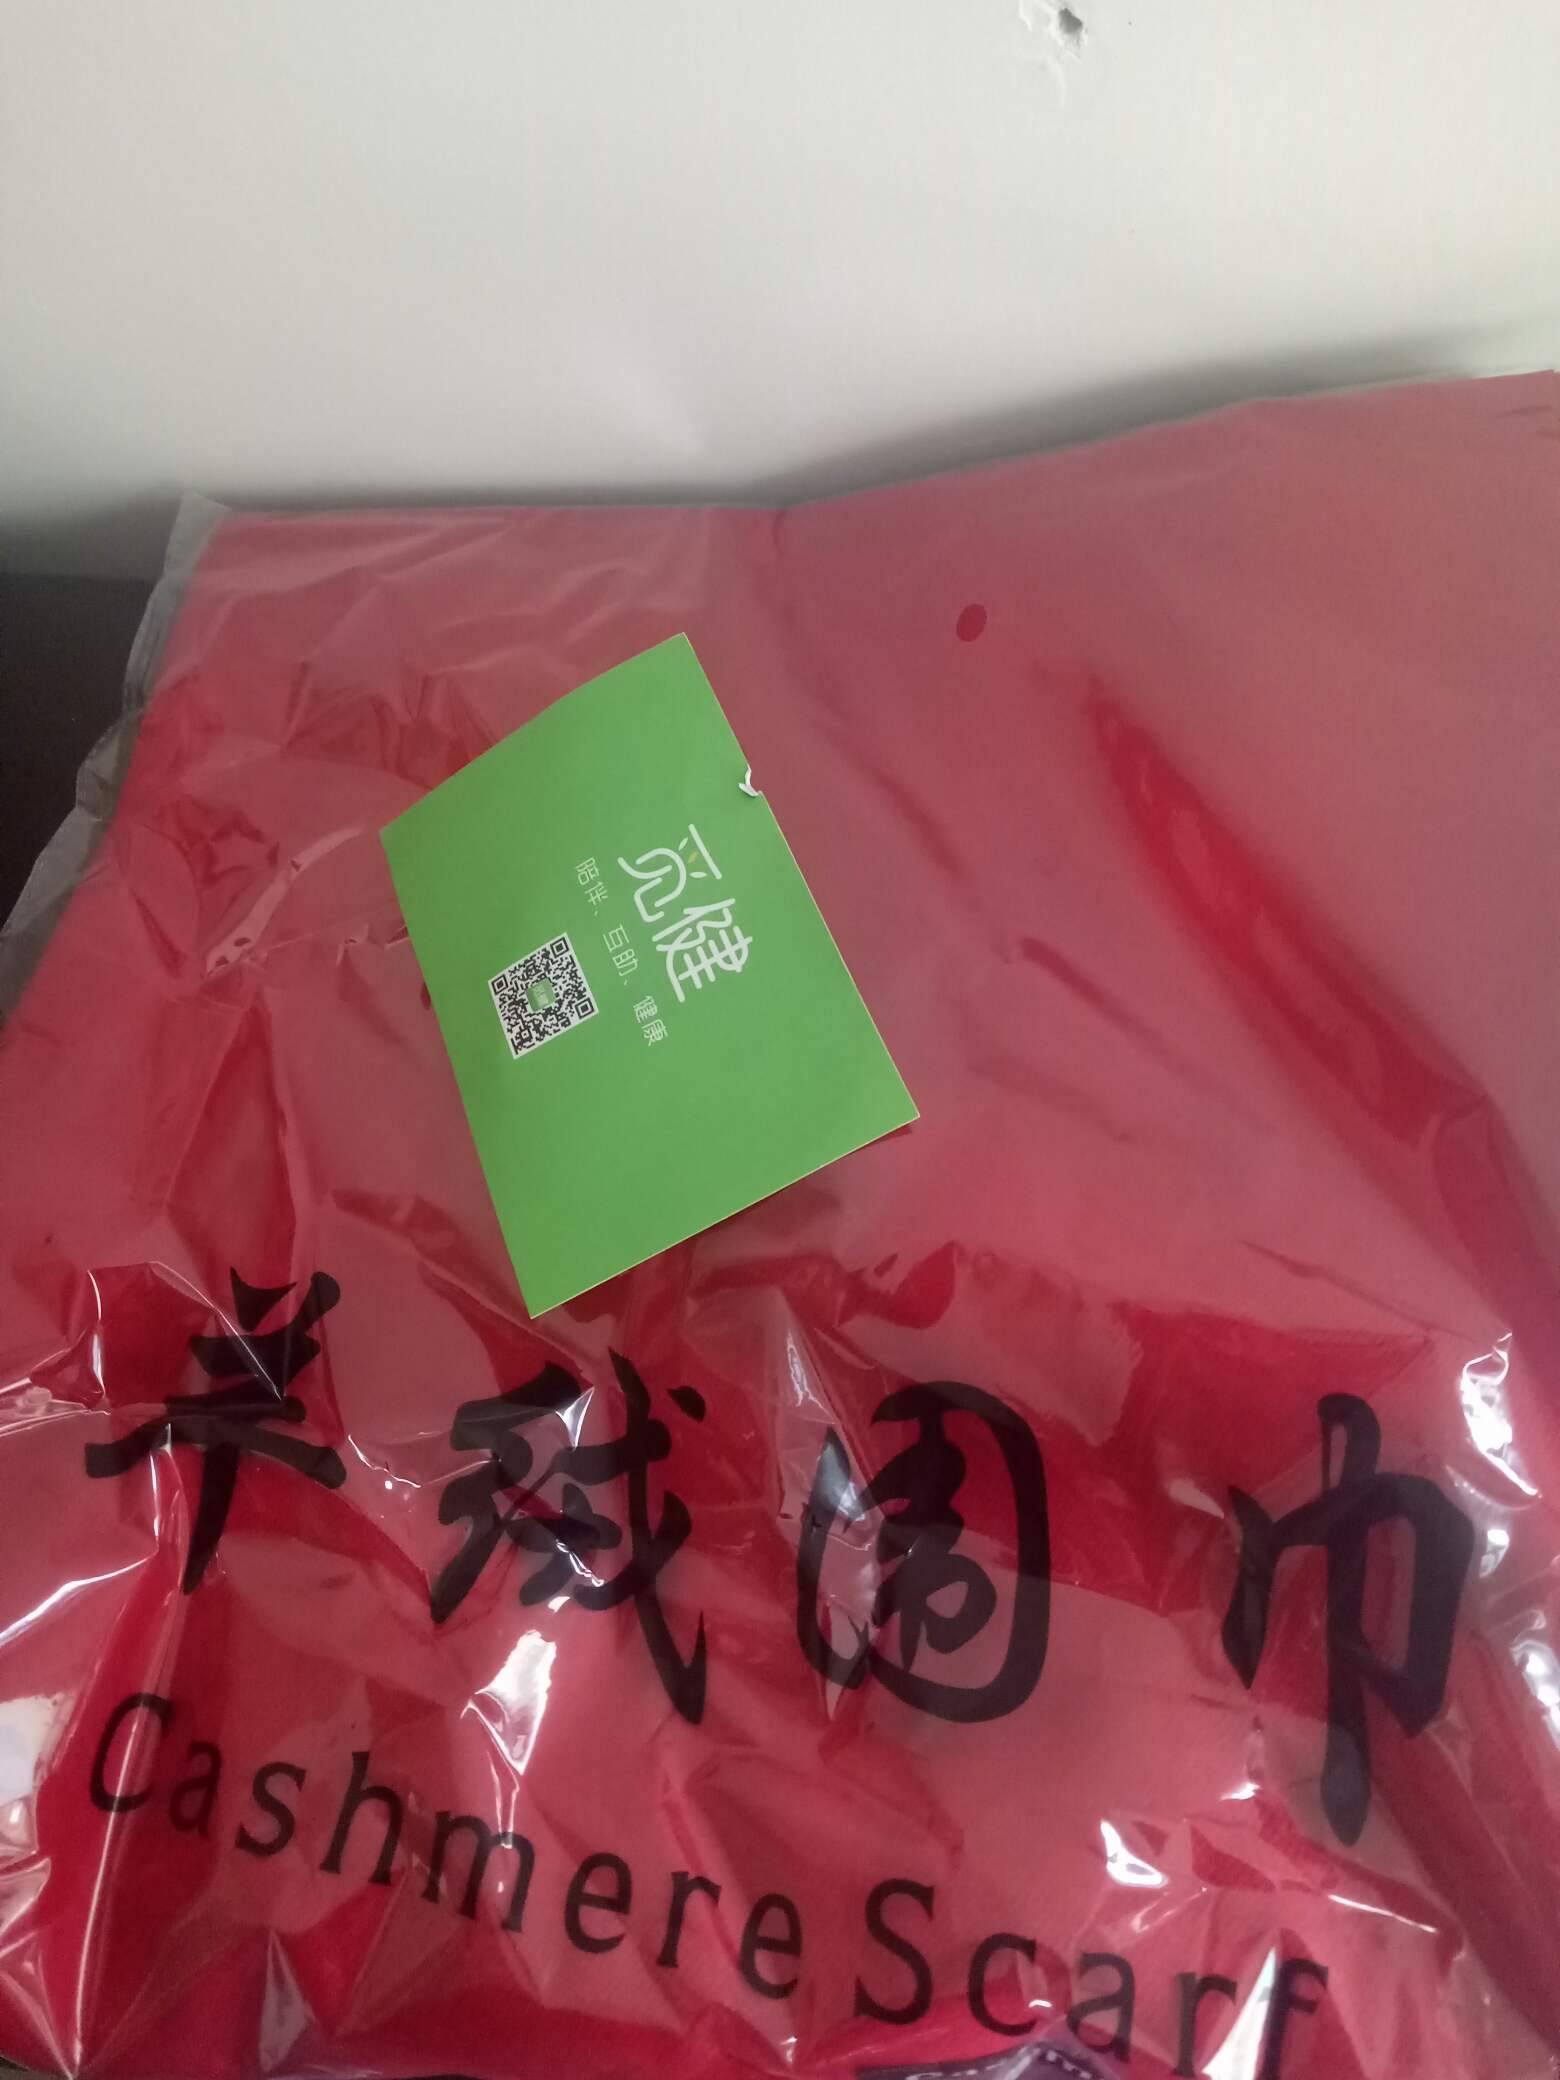 觅健
陪伴、互助、健康
羊绒围巾
Cashmere Scarf